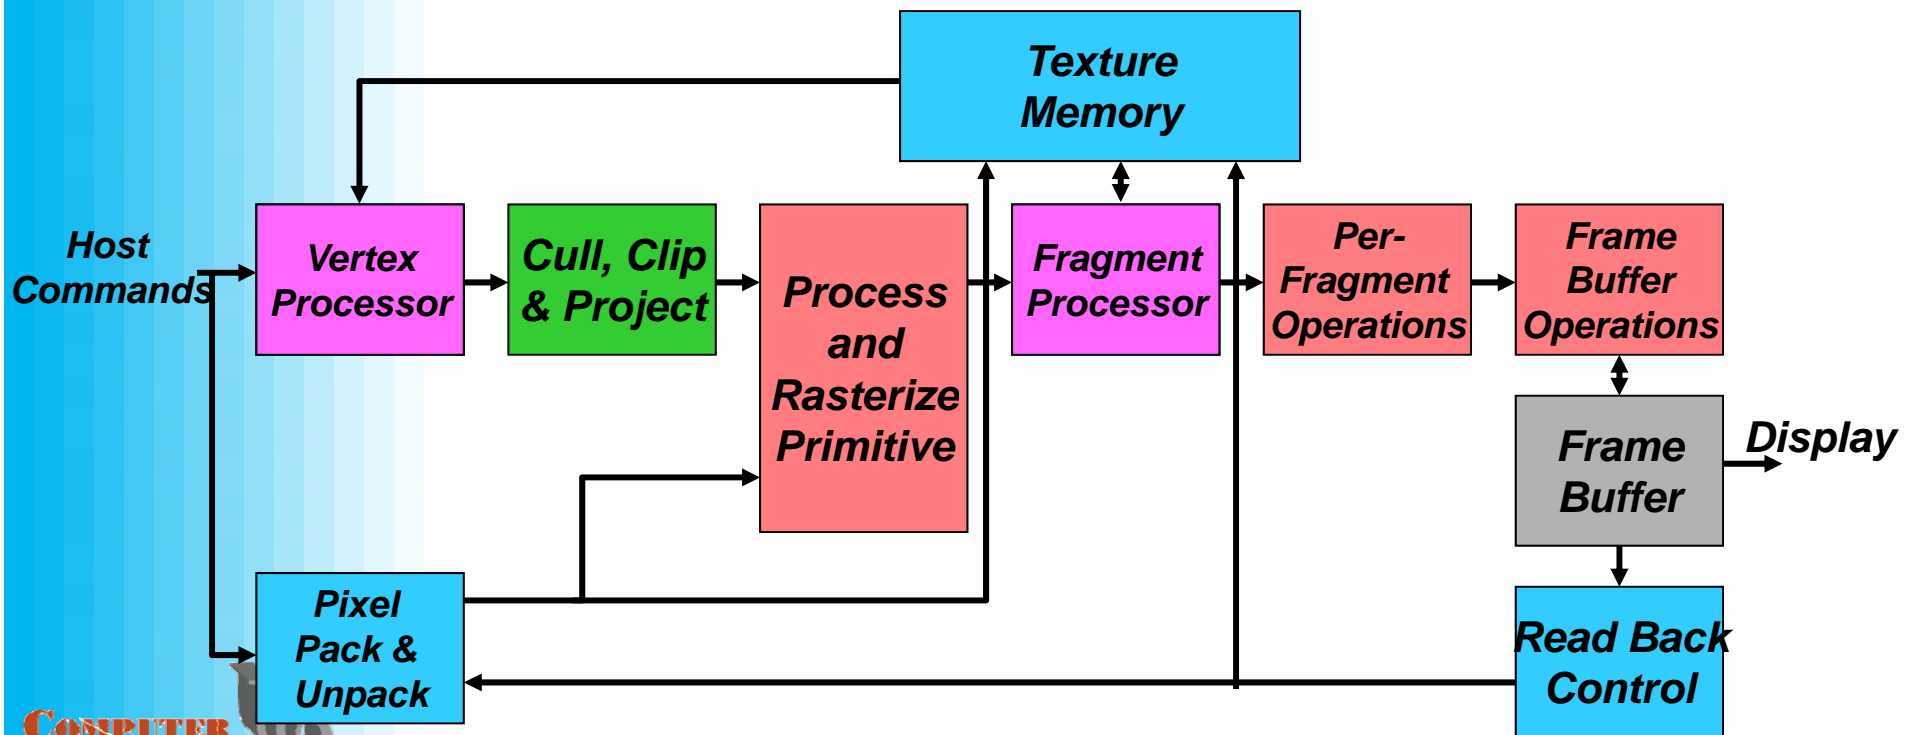 Texture
Memory
Host
Commands
Vertex
Processor
Cull, Clip
& Project
Process
and
Rasterize
Primitive
Fragment
Processor
Per-
Fragment
Operations
Frame
Buffer
Operations
Frame
Buffer
Display
Pixel
Pack &
Unpack
Read Back
Control
COMPUTER